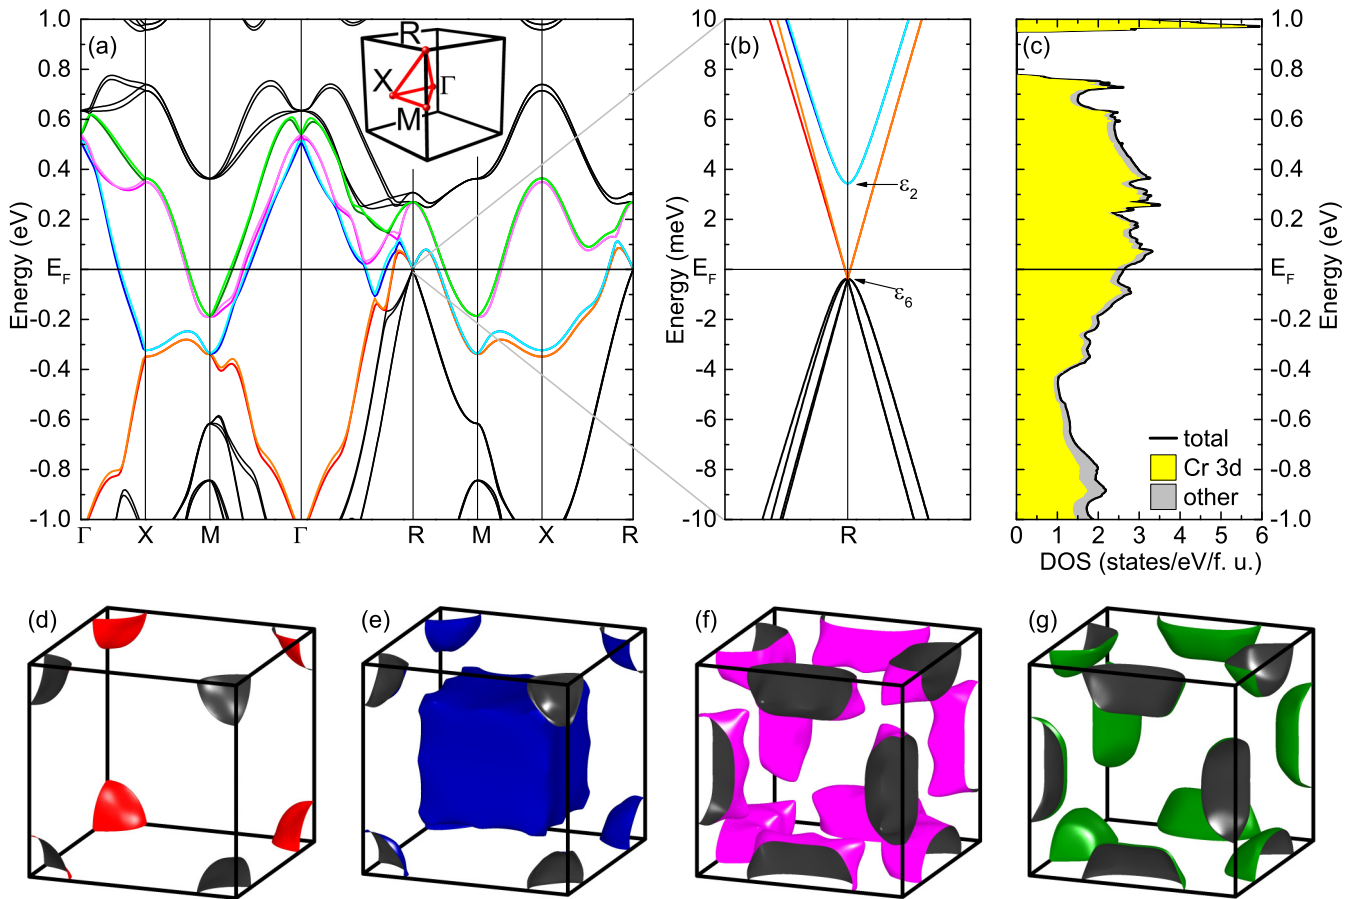 (a)
1.0
0.8
0.6
0.4
0.2
E_F
-0.2
-0.4
-0.6
-0.8
-1.0
Energy (eV)
Γ X M Γ R M X R
R
X
Γ
M
(b)
10
8
6
4
2
E_F
-2
-4
-6
-8
-10
Energy (meV)
R
ε_2
ε_6
(c)
1.0
0.8
0.6
0.4
0.2
E_F
-0.2
-0.4
-0.6
-0.8
-1.0
Energy (eV)
total
Cr 3d
other
0 1 2 3 4 5 6
DOS (states/eV/f. u.)
(d)
(e)
(f)
(g)